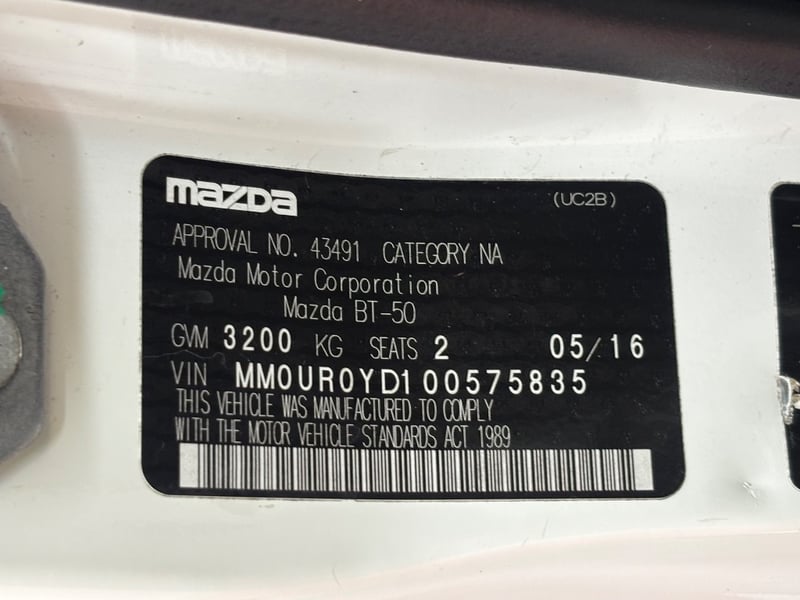 mazda (UC2B)
APPROVAL NO. 43491 CATEGORY NA
Mazda Motor Corporation
Mazda BT-50
GVM 3200 KG SEATS 2 05/16
VIN MM0UR0YD100575835
THIS VEHICLE WAS MANUFACTURED TO COMPLY
WITH THE MOTOR VEHICLE STANDARDS ACT 1989